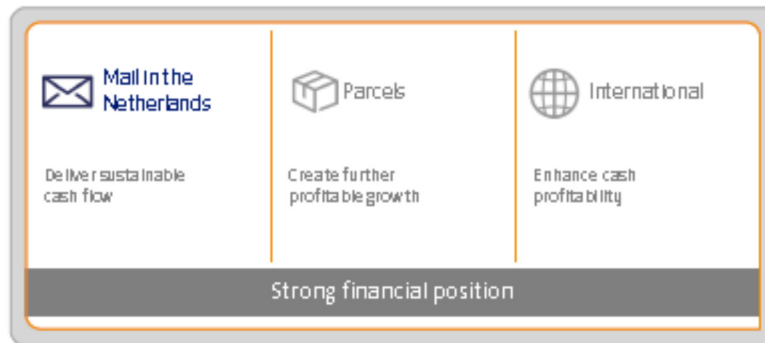 Mail in the
Netherlands
Deliver sustainable
cash flow
Parcels
Create further
profitable growth
International
Enhance cash
profitability
Strong financial position